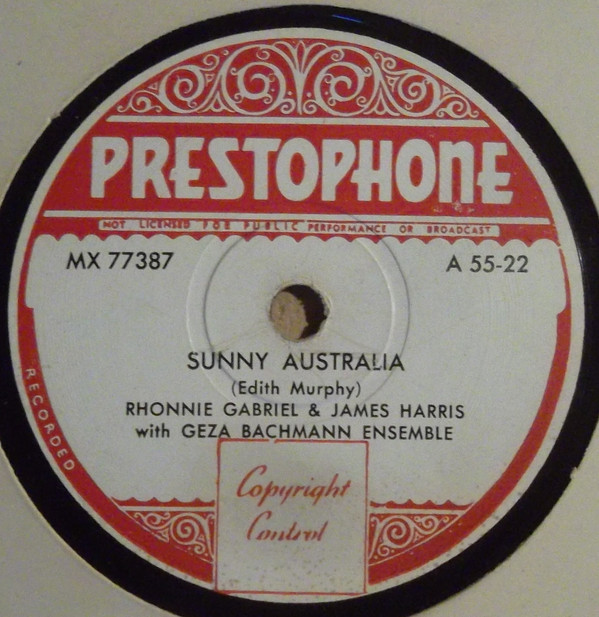 PRESTOPHONE
NOT LICENSED FOR PUBLIC PERFORMANCE OR BROADCAST
MX 77387
A 55-22
SUNNY AUSTRALIA
(Edith Murphy)
RHONNIE GABRIEL & JAMES HARRIS
with GEZA BACHMANN ENSEMBLE
RECORDED
Copyright
Control